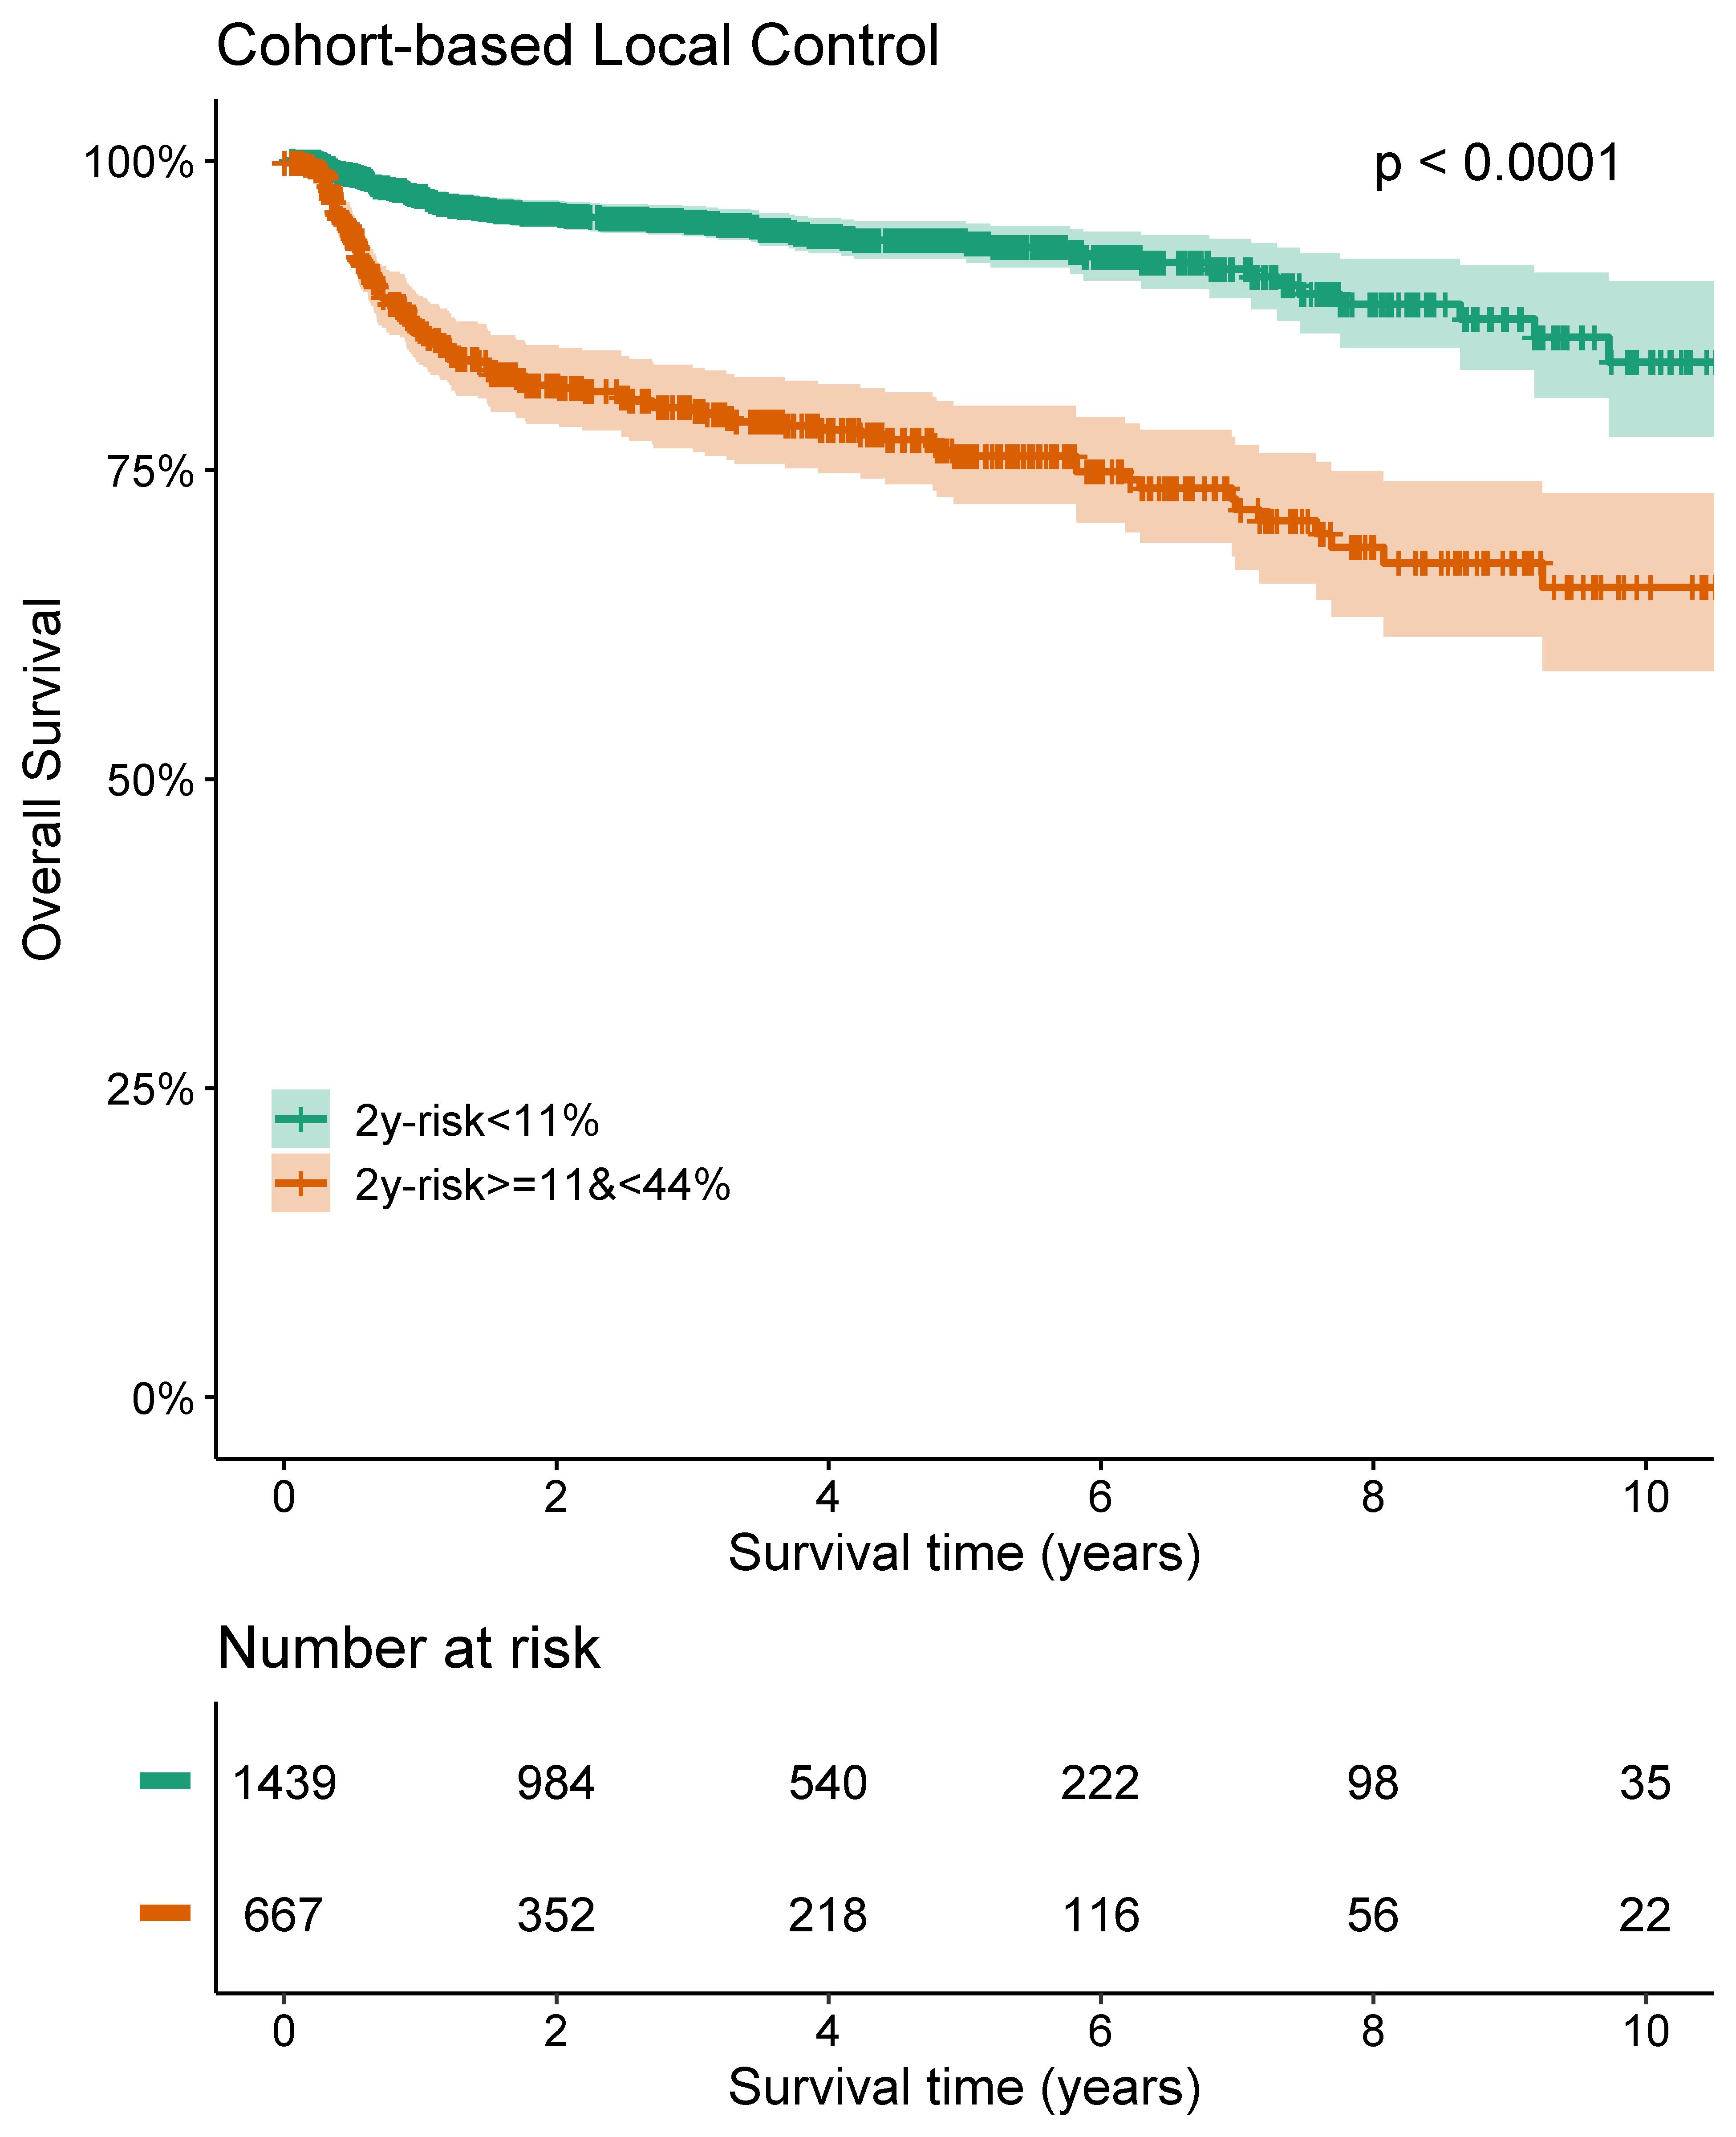 Cohort-based Local Control
p < 0.0001
100%
75%
50%
25%
0%
Overall Survival
2y-risk<11%
2y-risk>=11&<44%
0 2 4 6 8 10
Survival time (years)
Number at risk
1439 984 540 222 98 35
667 352 218 116 56 22
0 2 4 6 8 10
Survival time (years)